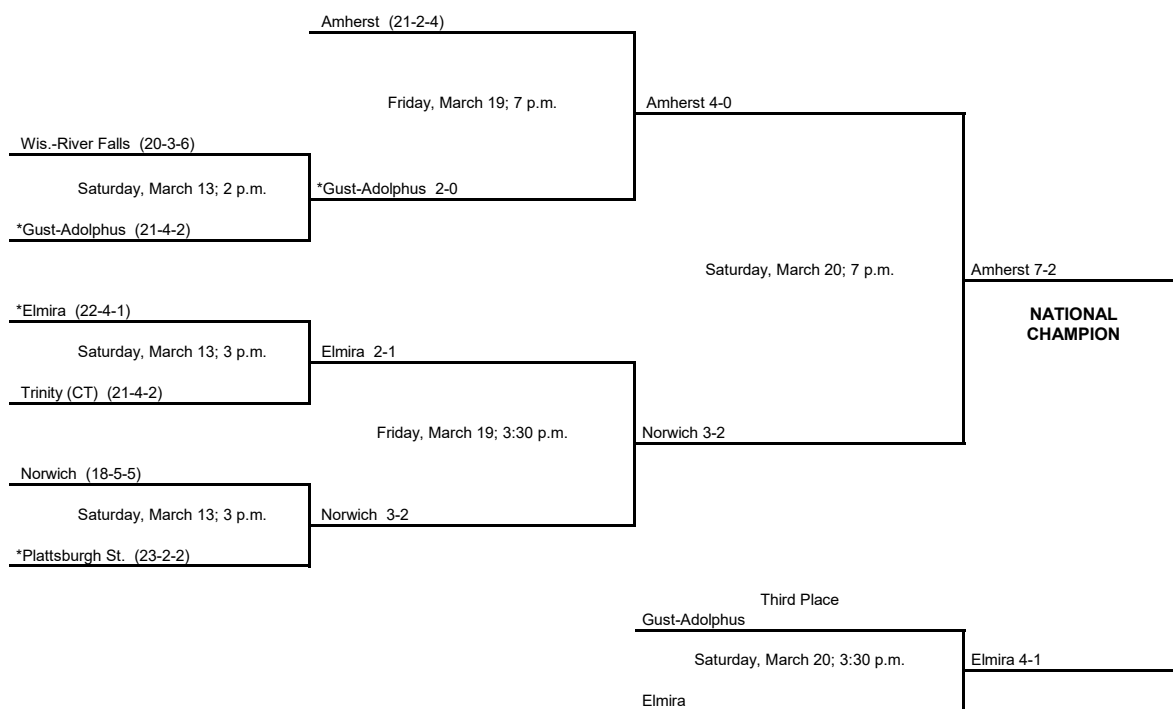 Amherst (21-2-4)
Friday, March 19; 7 p.m.
Amherst 4-0
Wis.-River Falls (20-3-6)
Saturday, March 13; 2 p.m.
*Gust-Adolphus 2-0
*Gust-Adolphus (21-4-2)
Saturday, March 20; 7 p.m.
Amherst 7-2
*Elmira (22-4-1)
NATIONAL
CHAMPION
Saturday, March 13; 3 p.m.
Elmira 2-1
Trinity (CT) (21-4-2)
Friday, March 19; 3:30 p.m.
Norwich 3-2
Norwich (18-5-5)
Saturday, March 13; 3 p.m.
Norwich 3-2
*Plattsburgh St. (23-2-2)
Third Place
Gust-Adolphus
Saturday, March 20; 3:30 p.m.
Elmira 4-1
Elmira